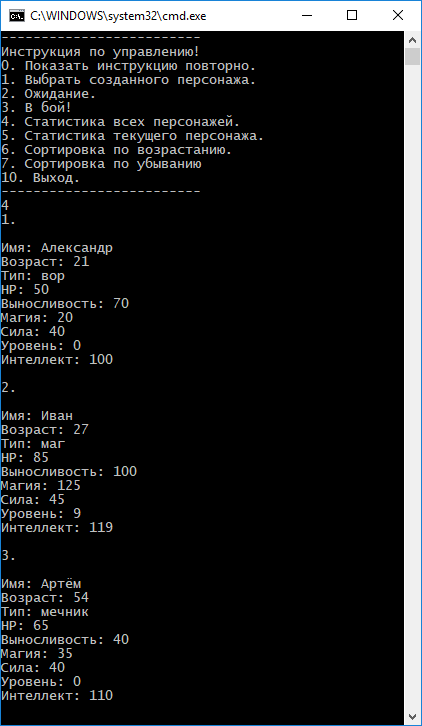 C:\WINDOWS\system32\cmd.exe
-------------------------
Инструкция по управлению!
0. Показать инструкцию повторно.
1. Выбрать созданного персонажа.
2. Ожидание.
3. В бой!
4. Статистика всех персонажей.
5. Статистика текущего персонажа.
6. Сортировка по возрастанию.
7. Сортировка по убыванию
10. Выход.
-------------------------
4
1.
Имя: Александр
Возраст: 21
Тип: вор
HP: 50
Выносливость: 70
Магия: 20
Сила: 40
Уровень: 0
Интеллект: 100
2.
Имя: Иван
Возраст: 27
Тип: маг
HP: 85
Выносливость: 100
Магия: 125
Сила: 45
Уровень: 9
Интеллект: 119
3.
Имя: Артём
Возраст: 54
Тип: мечник
HP: 65
Выносливость: 40
Магия: 35
Сила: 40
Уровень: 0
Интеллект: 110